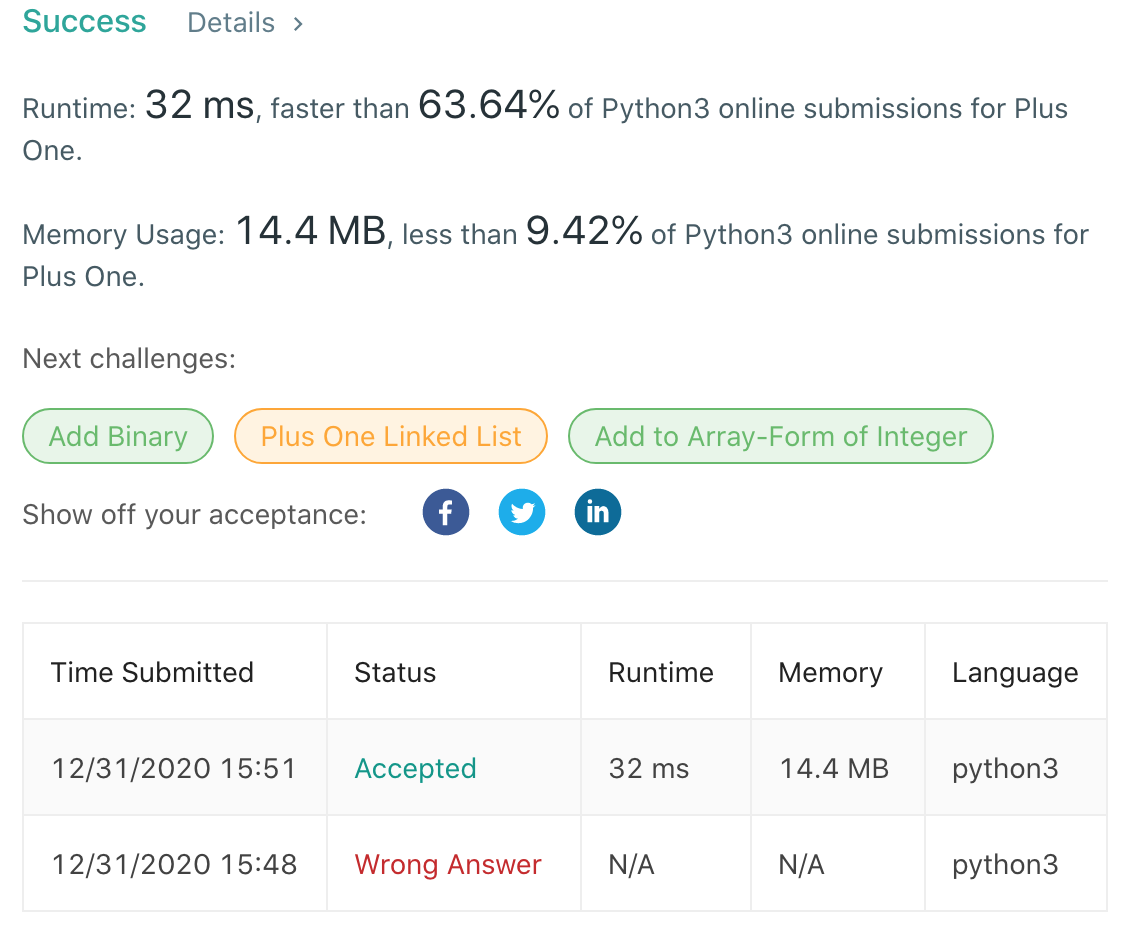 Success Details >
Runtime: 32 ms, faster than 63.64% of Python3 online submissions for Plus
One.
Memory Usage: 14.4 MB, less than 9.42% of Python3 online submissions for
Plus One.
Next challenges:
Add Binary Plus One Linked List Add to Array-Form of Integer
Show off your acceptance: f in
Time Submitted Status Runtime Memory Language
12/31/2020 15:51 Accepted 32 ms 14.4 MB python3
12/31/2020 15:48 Wrong Answer N/A N/A python3